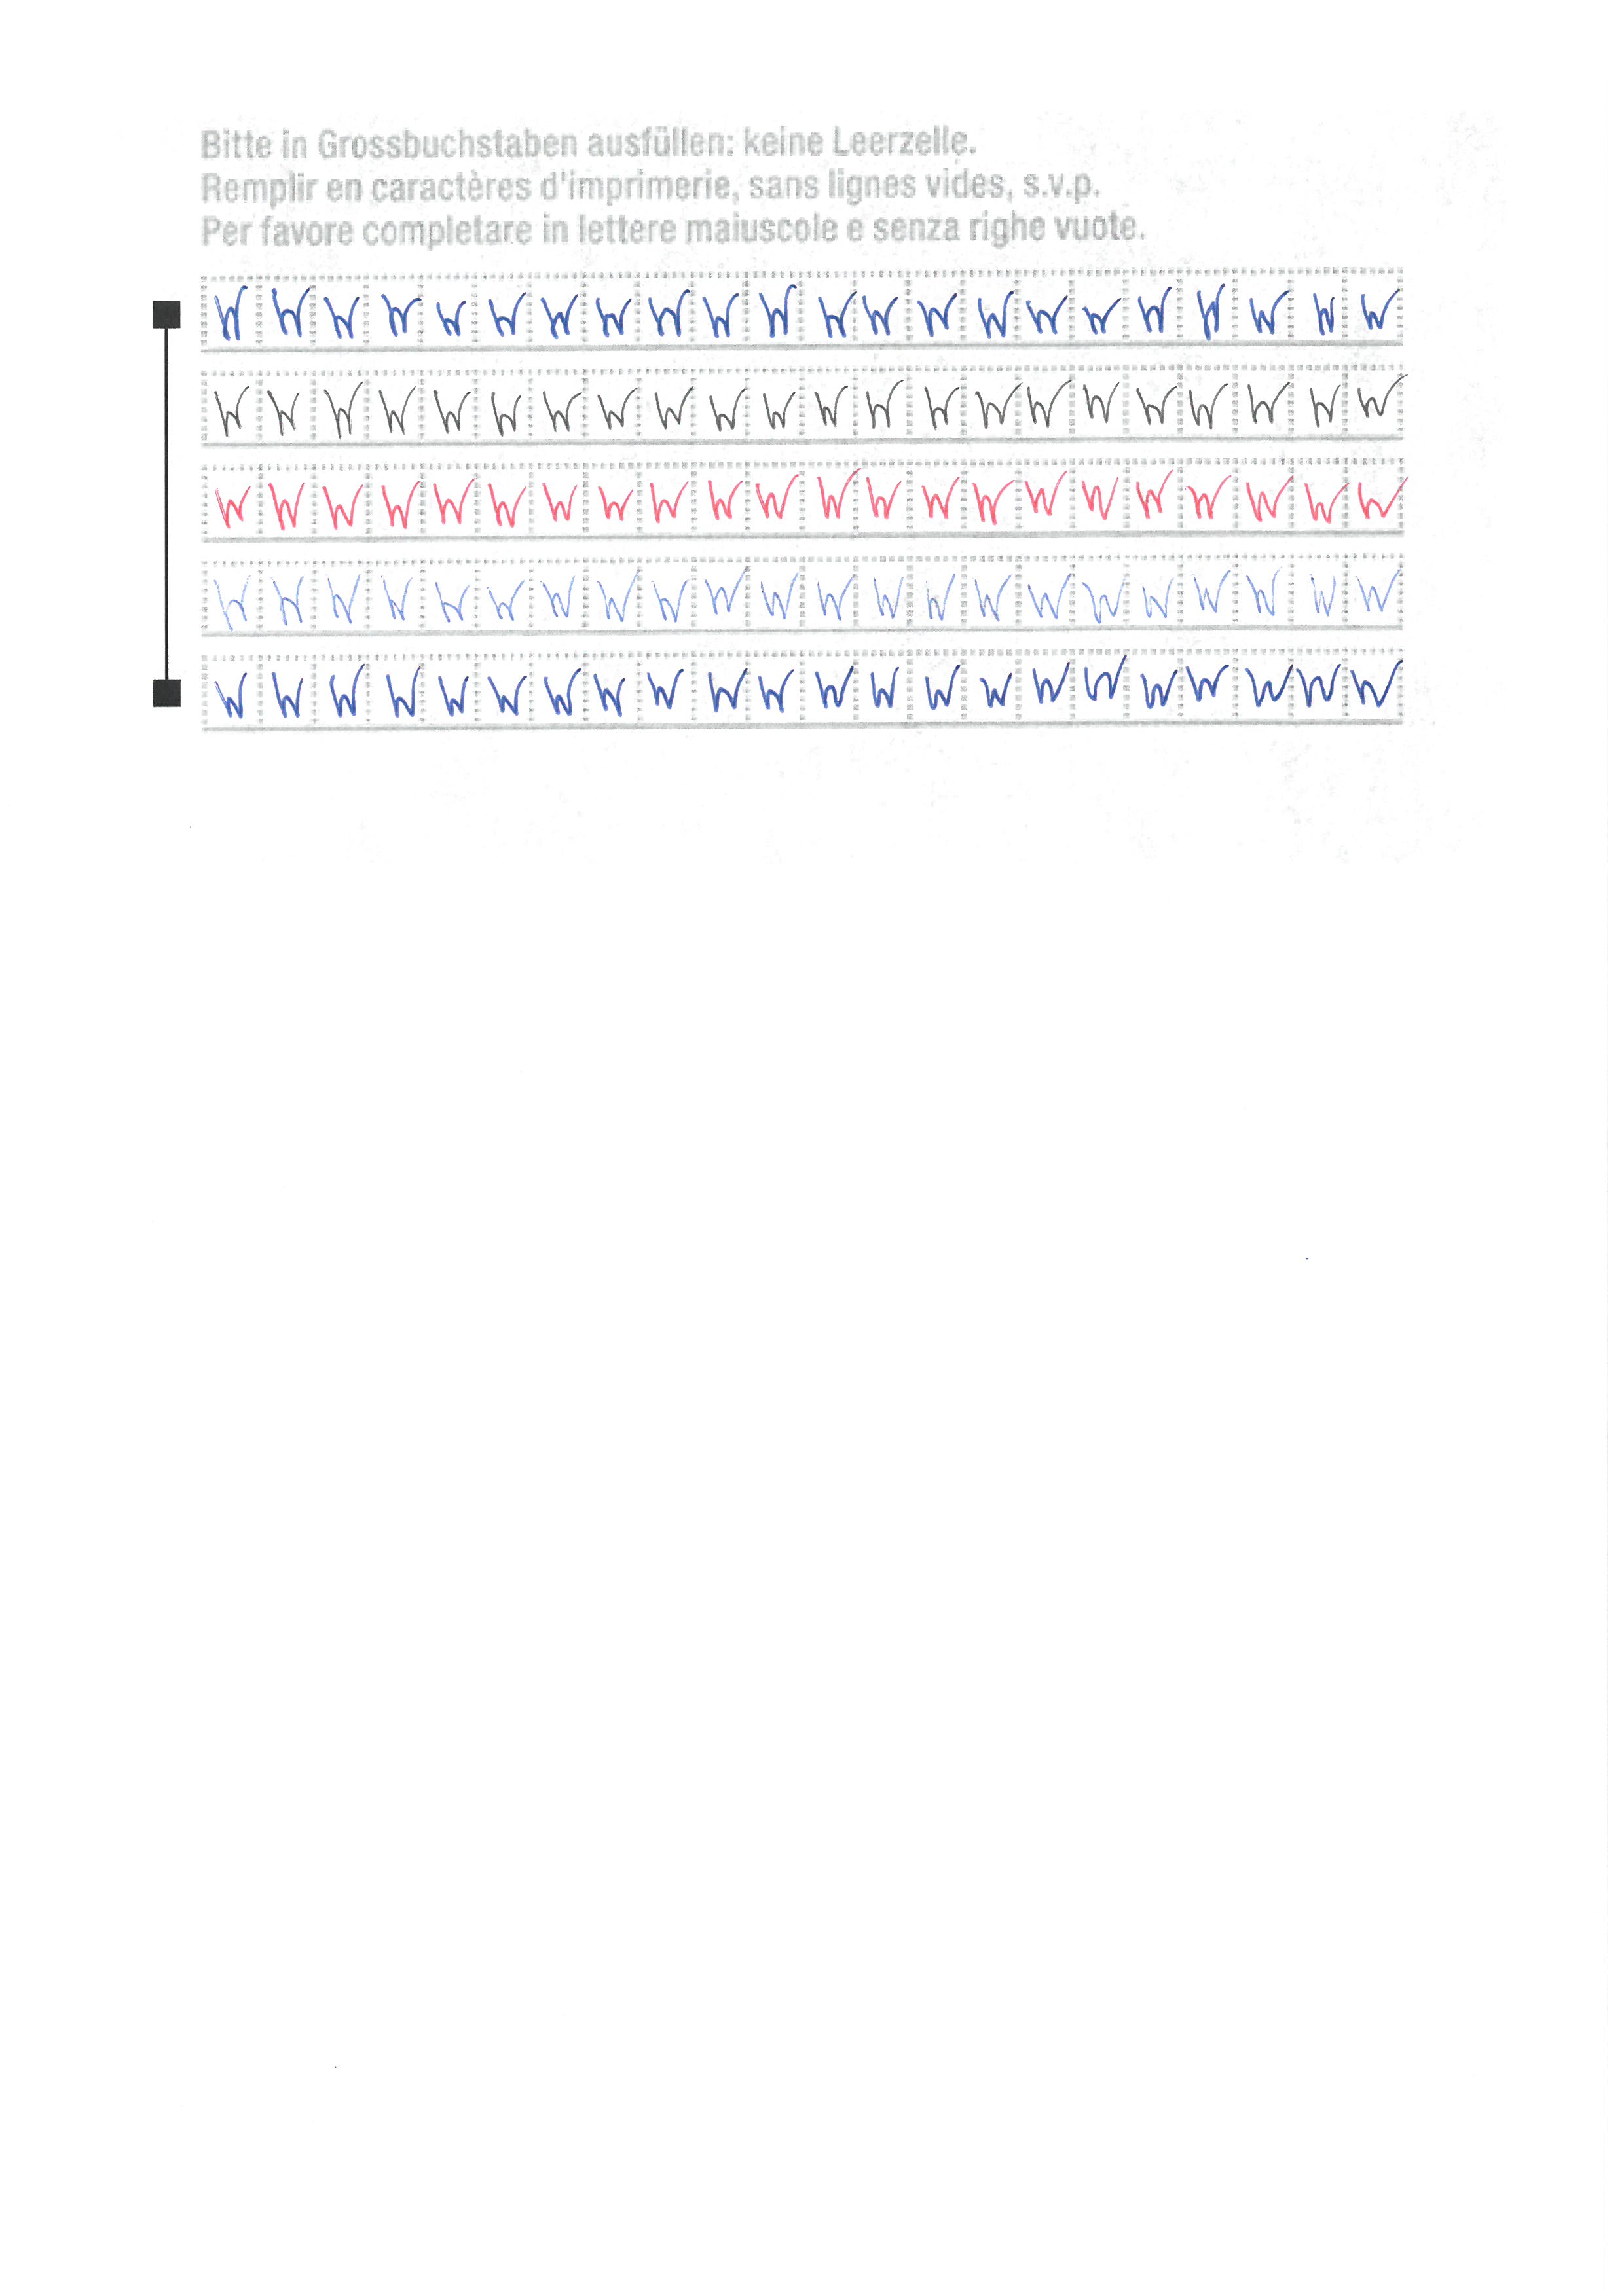 Bitte in Grossbuchstaben ausfüllen: keine Leerzelle.
Remplir en caractères d'imprimerie, sans lignes vides, s.v.p.
Per favore completare in lettere maiuscole e senza righe vuote.
W W W W W W W W W W W W W W W W W W W W W W
W W W W W W W W W W W W W W W W W W W W W W
W W W W W W W W W W W W W W W W W W W W W W
W W W W W W W W W W W W W W W W W W W W W W
W W W W W W W W W W W W W W W W W W W W W W